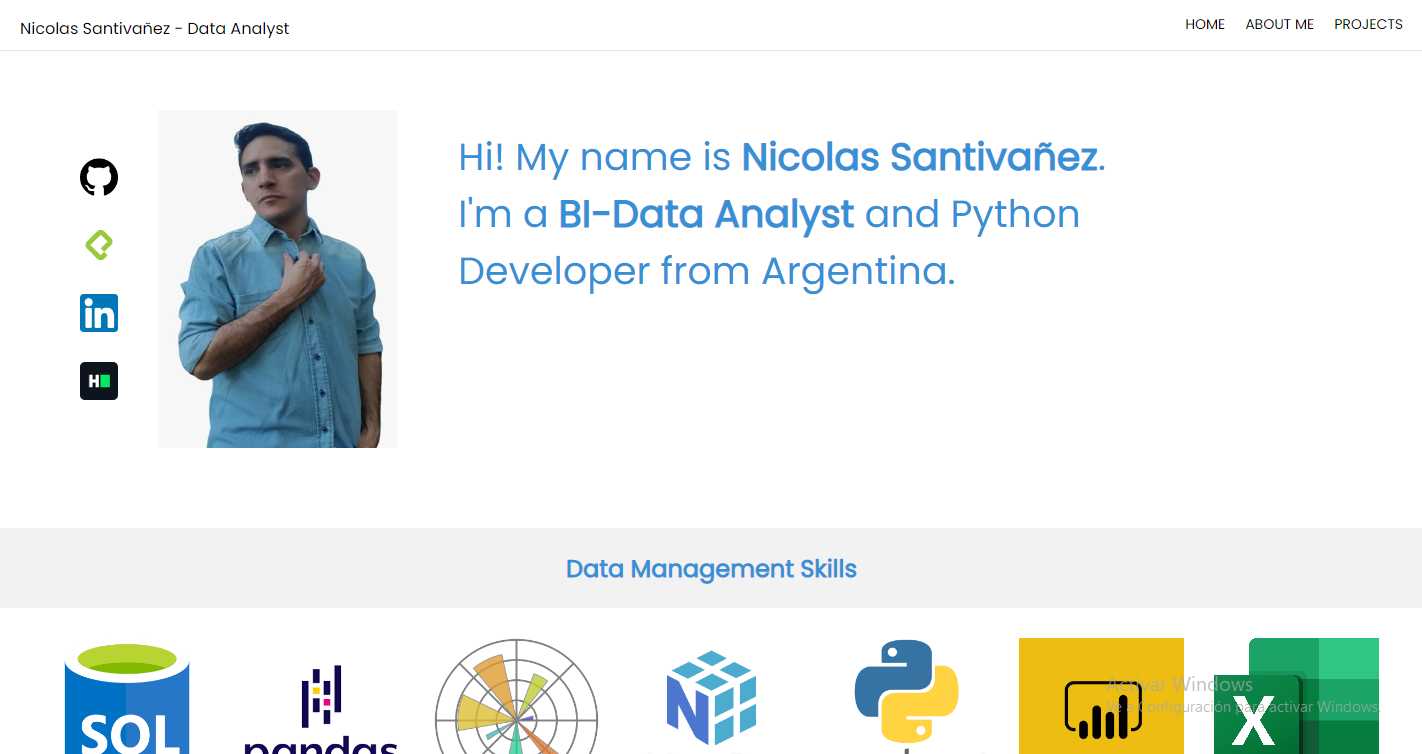 Nicolas Santivañez - Data Analyst
HOME ABOUT ME PROJECTS
Hi! My name is Nicolas Santivañez.
I'm a BI-Data Analyst and Python
Developer from Argentina.
in
H
Data Management Skills
SQL
pandas
N
X
Activar Windows
Ve a Configuración para activar Windows.